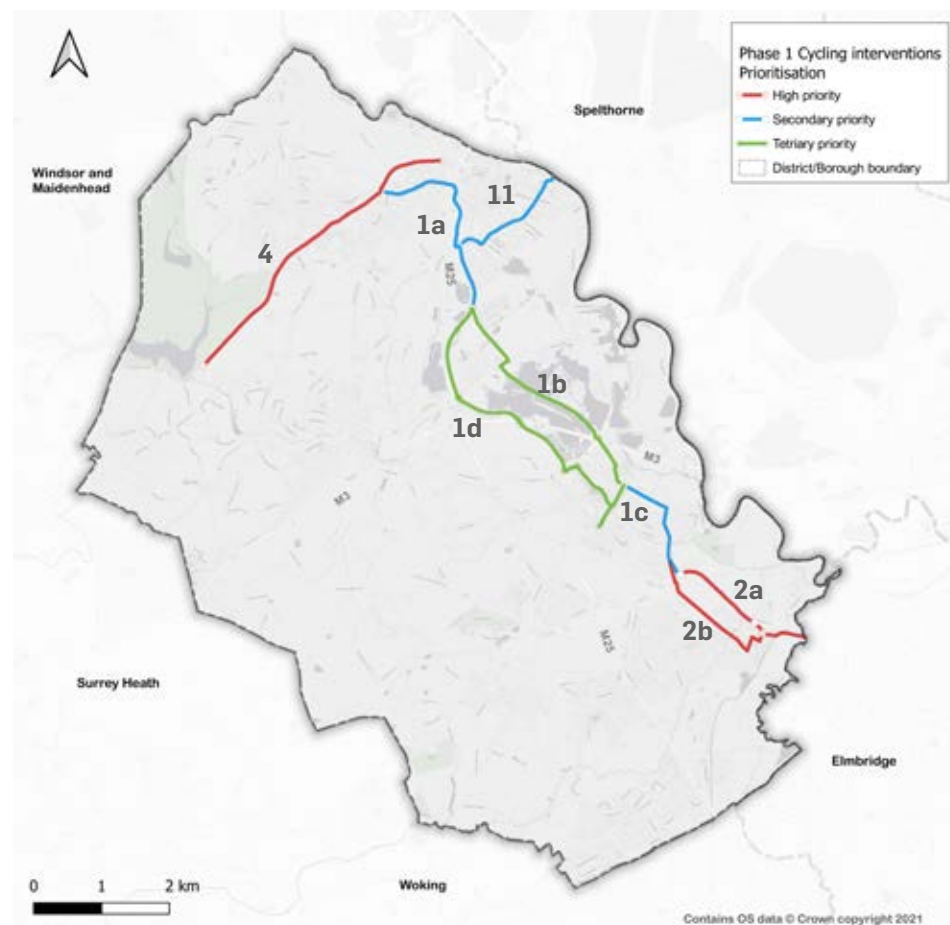 Phase 1 Cycling interventions
Prioritisation
High priority
Secondary priority
Tetriary priority
District/Borough boundary
Spelthorne
Windsor and
Maidenhead
11
1a
4
M25
1b
1d
M3
M3
1c
2a
2b
M25
Surrey Heath
Elmbridge
Woking
0 1 2 km
Contains OS data © Crown copyright 2021